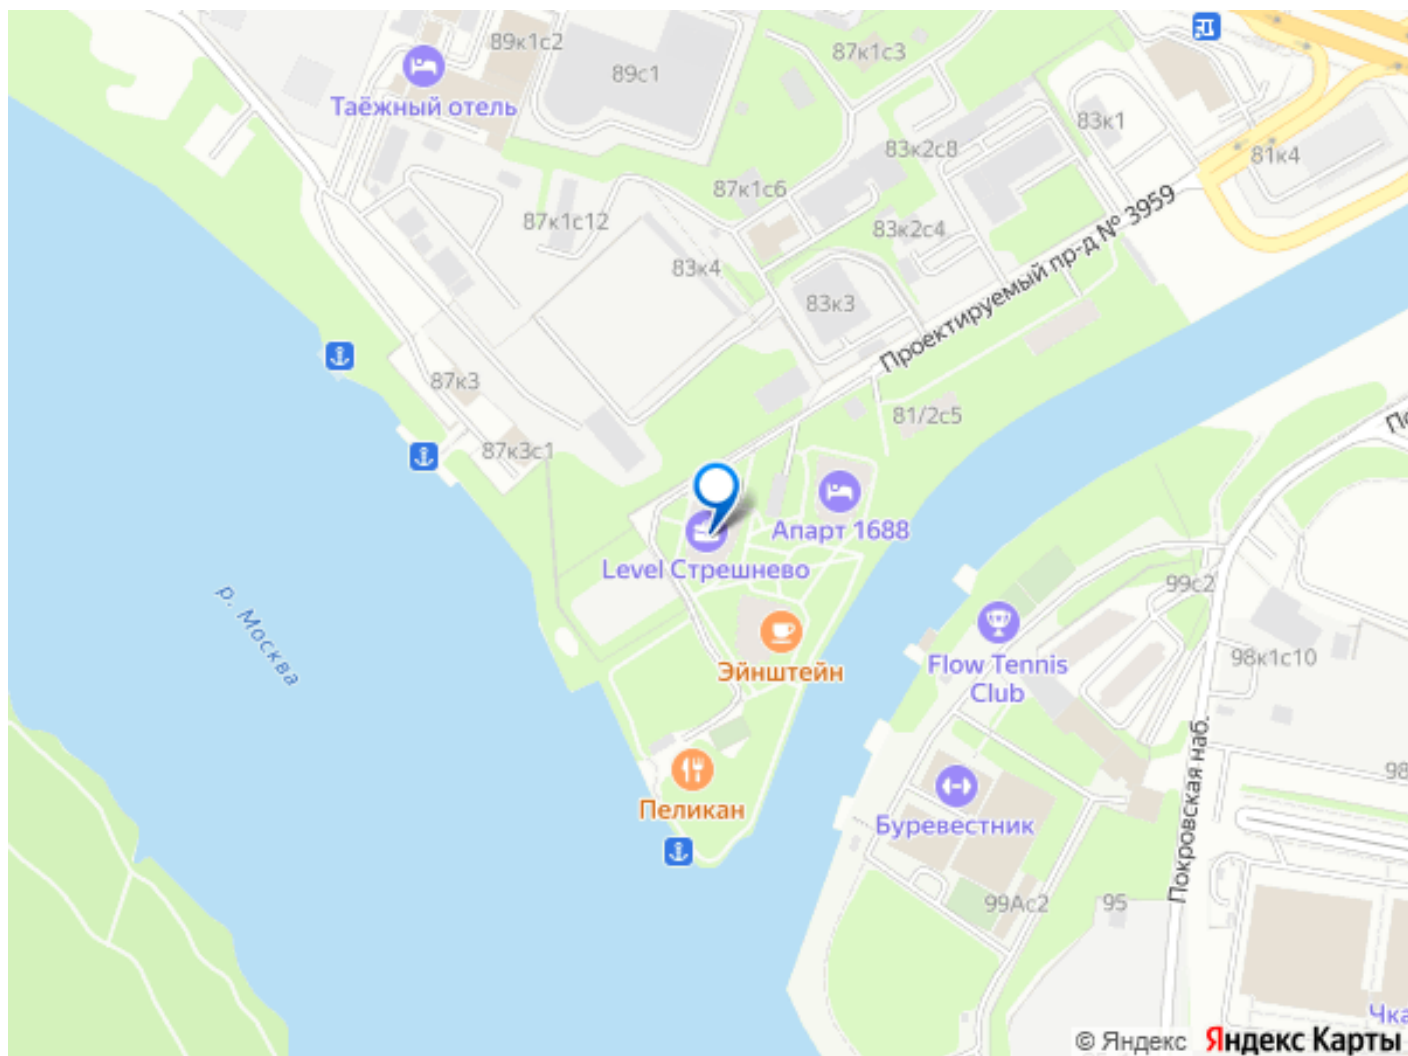 89к1с2
87к1с3
89с1
Таёжный отель
83к1
83к2с8
81к4
87к1с6
87к1с12
83к2с4
Проектируемый пр-д № 3959
83к4
83к3
87к3
81/2с5
87к3с1
Апарт 1688
Level Стрешнево
99с2
р. Москва
Эйнштейн
Flow Tennis
Club
98к1с10
Пеликан
Буревестник
Покровская наб.
98
99Ас2
95
Чка
© Яндекс Яндекс Карты